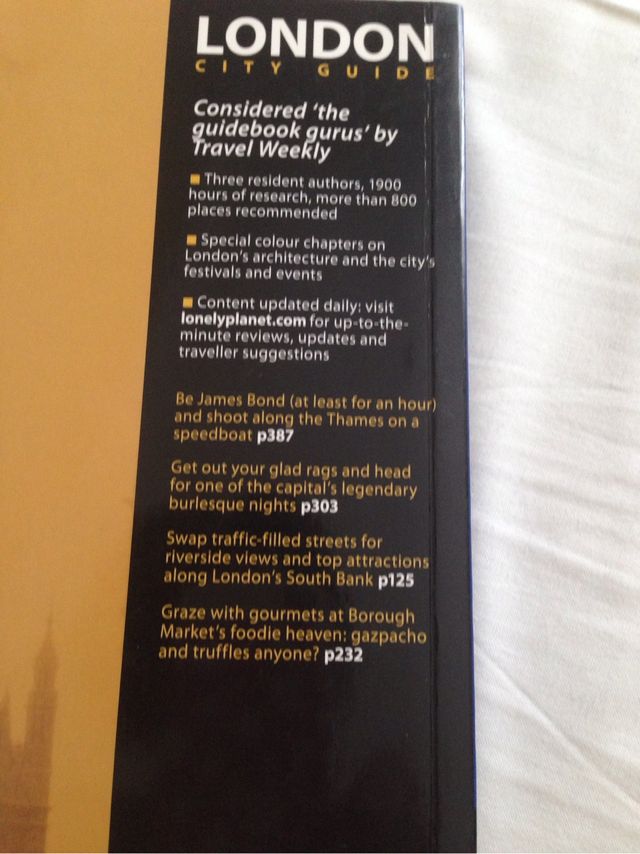 LONDON
CITY GUIDE
Considered 'the
guidebook gurus' by
Travel Weekly
Three resident authors, 1900
hours of research, more than 800
places recommended
Special colour chapters on
London's architecture and the city's
festivals and events
Content updated daily: visit
lonelyplanet.com for up-to-the-
minute reviews, updates and
traveller suggestions
Be James Bond (at least for an hour)
and shoot along the Thames on a
speedboat p387
Get out your glad rags and head
for one of the capital's legendary
burlesque nights p303
Swap traffic-filled streets for
riverside views and top attractions
along London's South Bank p125
Graze with gourmets at Borough
Market's foodie heaven: gazpacho
and truffles anyone? p232